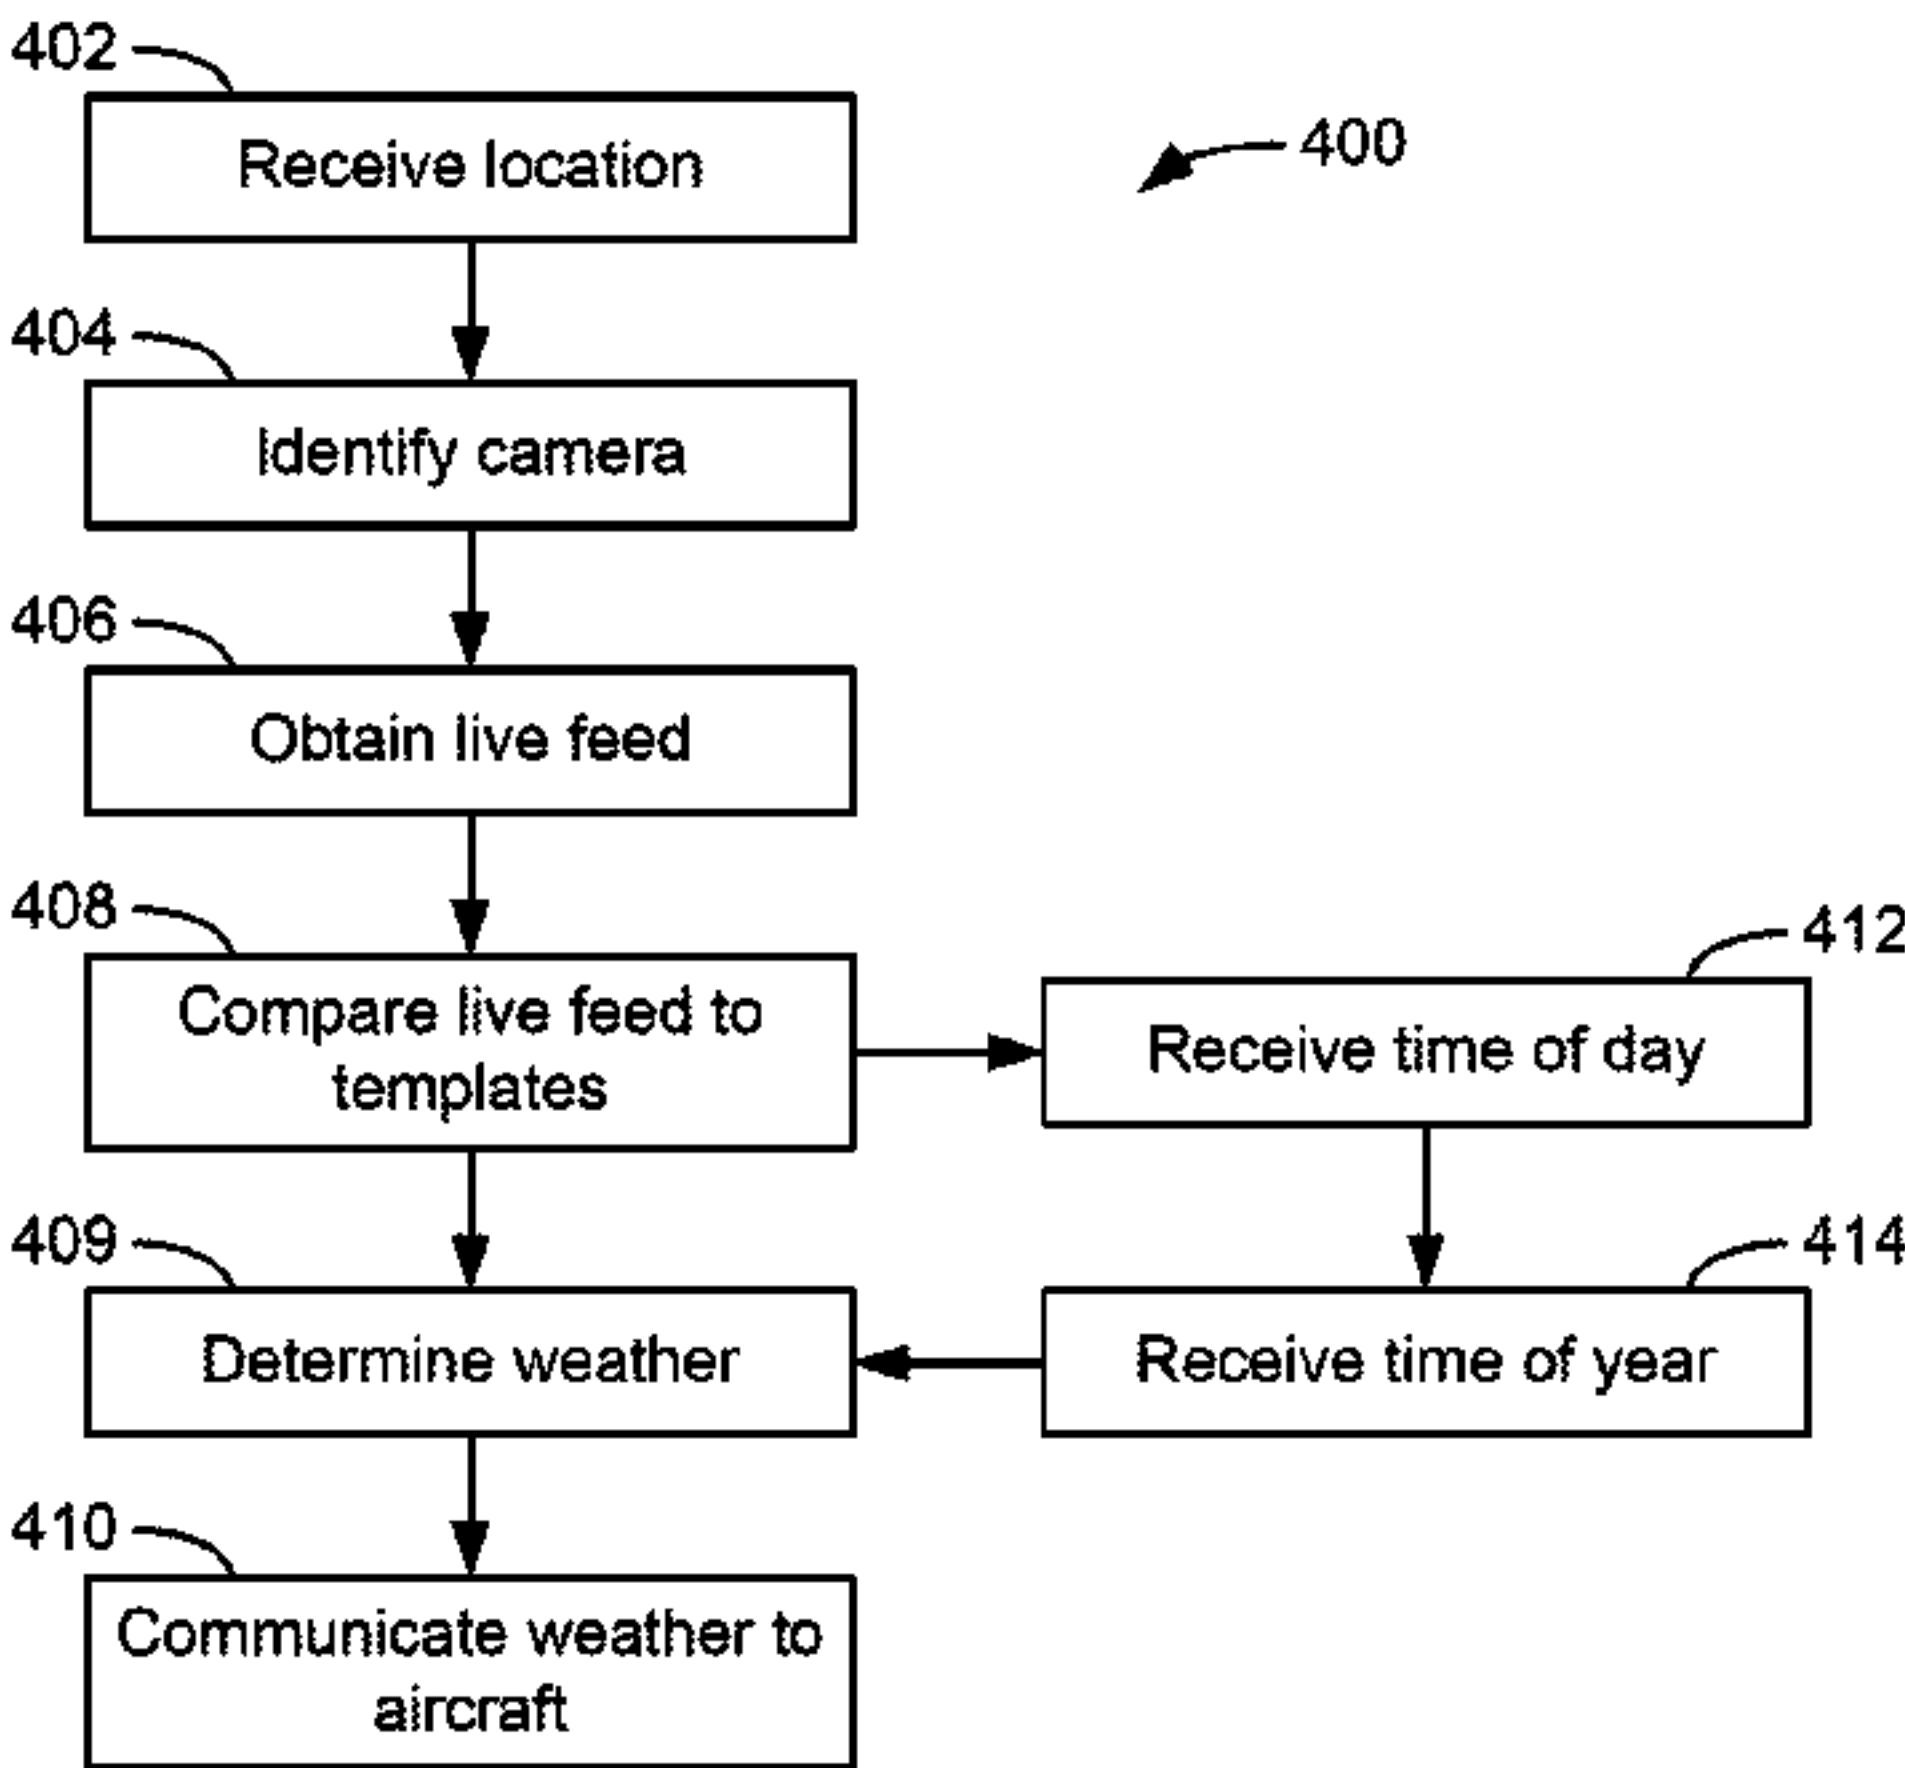 402
Receive location
400
404
Identify camera
406
Obtain live feed
408
Compare live feed to
templates
412
Receive time of day
409
Determine weather
414
Receive time of year
410
Communicate weather to
aircraft